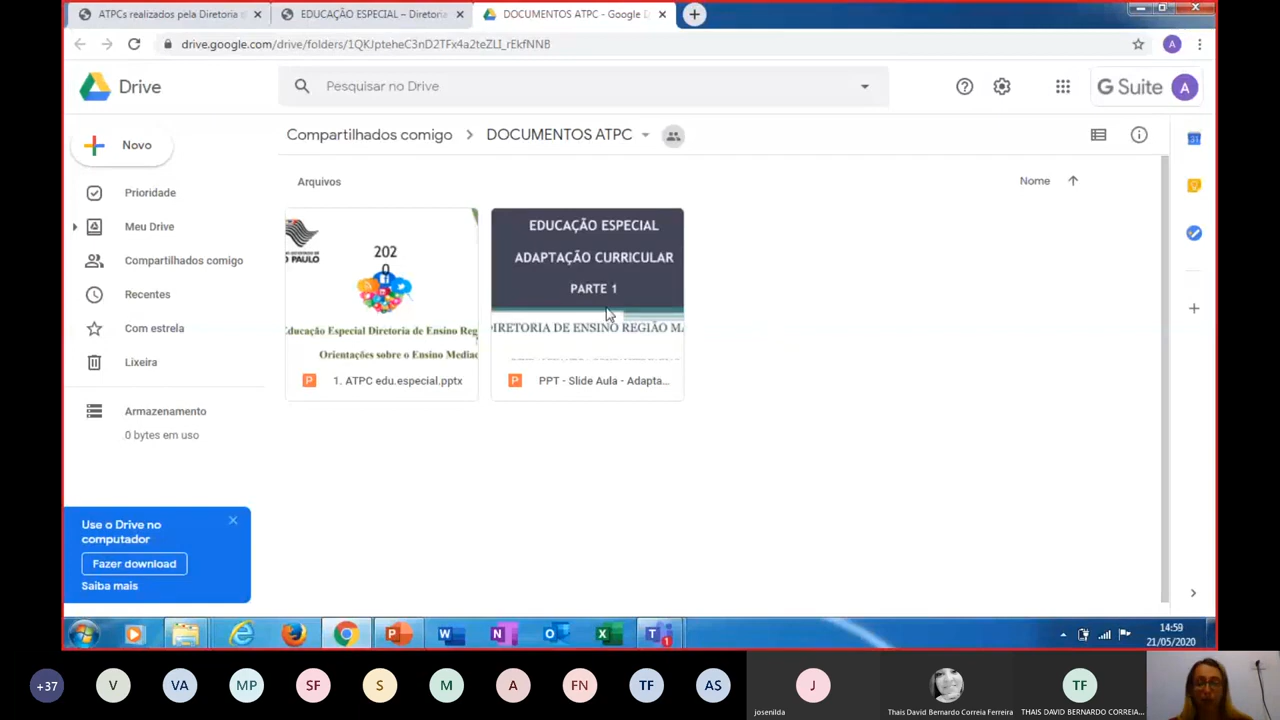 ATPCs realizados pela Diretoria
EDUCAÇÃO ESPECIAL – Diretoria
DOCUMENTOS ATPC - Google D
drive.google.com/drive/folders/1QKJpteheC3nD2TFx4a2teZLI_rEkfNNB
A
Drive
Pesquisar no Drive
G Suite
A
Novo
Compartilhados comigo
DOCUMENTOS ATPC
31
Prioridade
Meu Drive
Compartilhados comigo
Recentes
Com estrela
Lixeira
Armazenamento
0 bytes em uso
Arquivos
Nome
PAULO
202
0
Educação Especial Diretoria de Ensino Reg
Orientações sobre o Ensino Mediad
P
1. ATPC edu.especial.pptx
EDUCAÇÃO ESPECIAL
ADAPTAÇÃO CURRICULAR
PARTE 1
DIRETORIA DE ENSINO REGIÃO MA
P
PPT - Slide Aula - Adapta...
Use o Drive no
computador
Fazer download
Saiba mais
14:59
21/05/2020
+37
V
VA
MP
SF
S
M
A
FN
TF
AS
J
josenilda
Thais David Bernardo Correia Ferreira
TF
THAIS DAVID BERNARDO CORREIA...